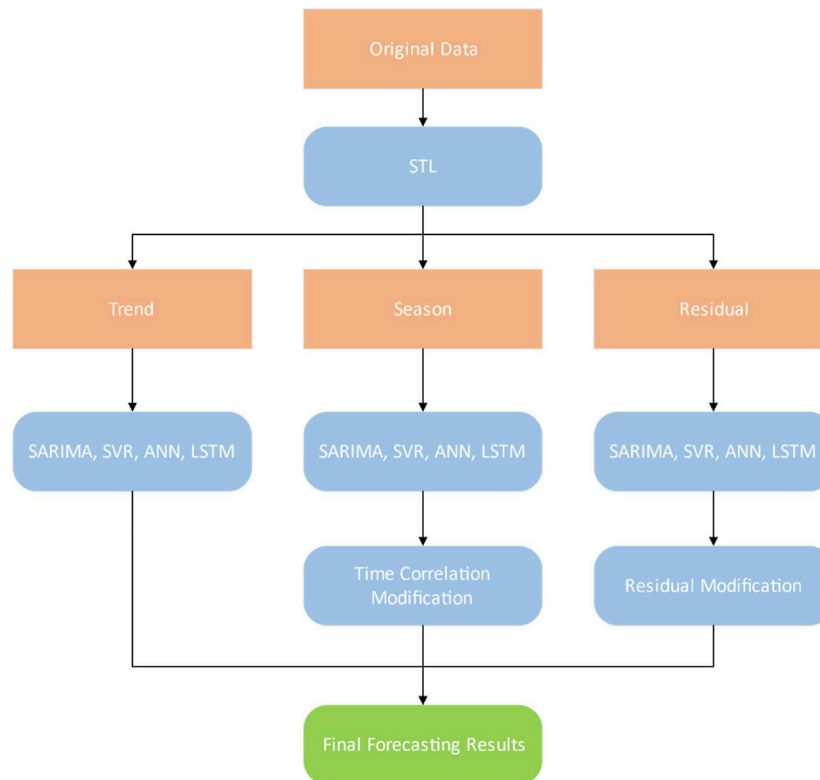 Original Data
STL
Trend
Season
Residual
SARIMA, SVR, ANN, LSTM
SARIMA, SVR, ANN, LSTM
SARIMA, SVR, ANN, LSTM
Time Correlation
Modification
Residual Modification
Final Forecasting Results